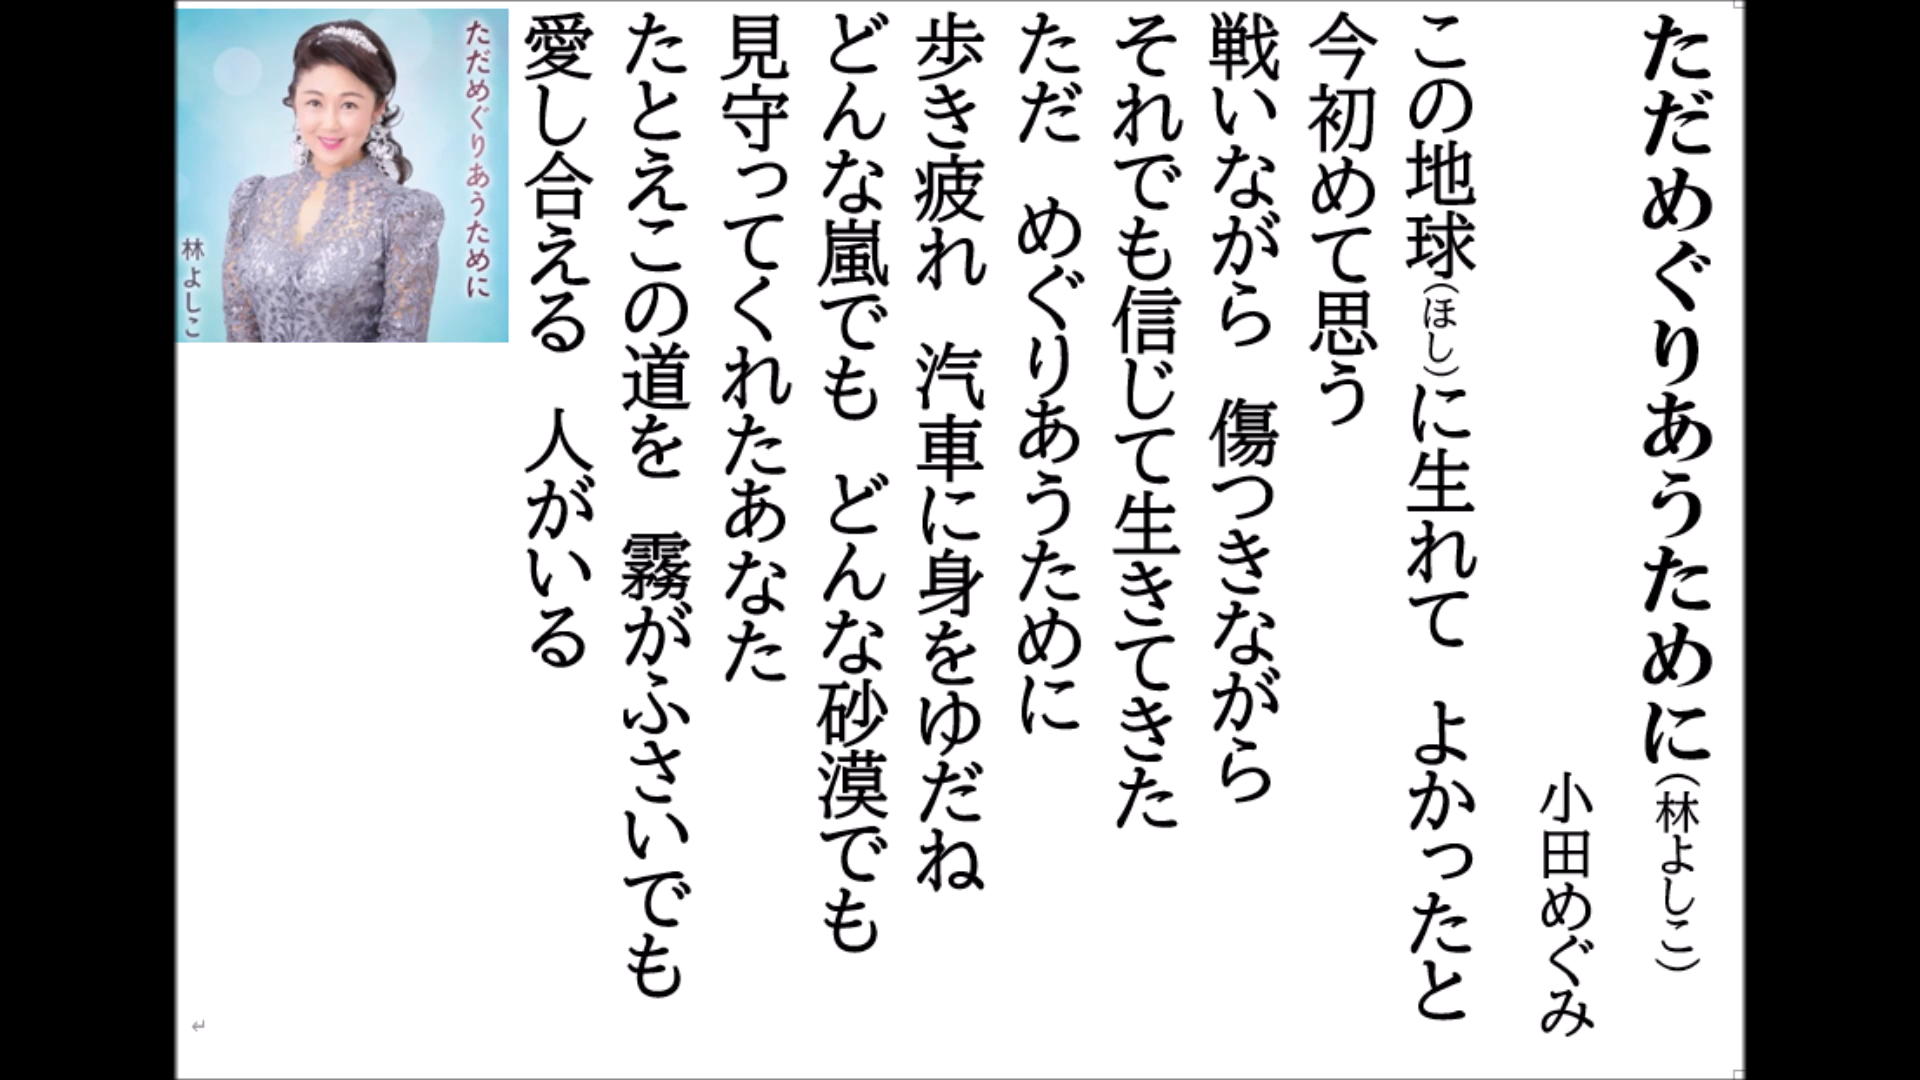 ただめぐりあうために(林よしこ)
小田めぐみ
この地球(ほし)に生れて　よかったと
今初めて思う
戦いながら　傷つきながら
それでも信じて生きてきた
ただ　めぐりあうために
歩き疲れ　汽車に身をゆだね
どんな嵐でも　どんな砂漠でも
見守ってくれたあなた
たとえこの道を　霧がふさいでも
愛し合える　人がいる
ただめぐりあうために
林よしこ